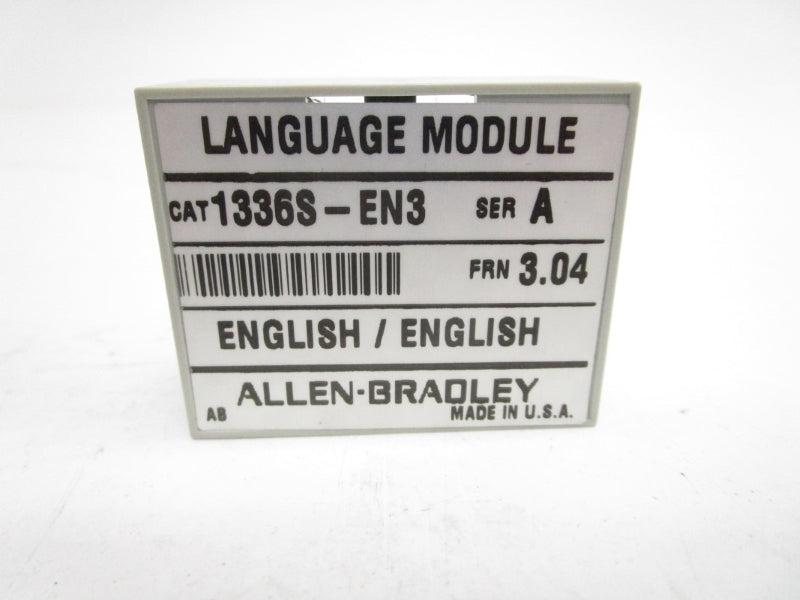 LANGUAGE MODULE
CAT 1336S-EN3 SER A
FRN 3.04
ENGLISH / ENGLISH
ALLEN-BRADLEY
AB MADE IN U.S.A.